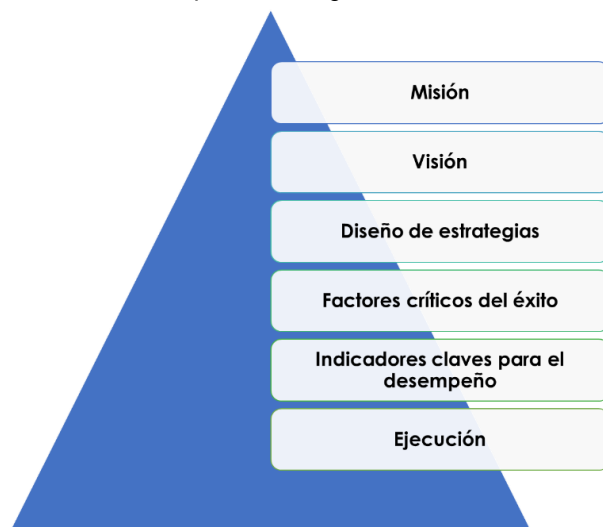 Misión
Visión
Diseño de estrategias
Factores críticos del éxito
Indicadores claves para el
desempeño
Ejecución